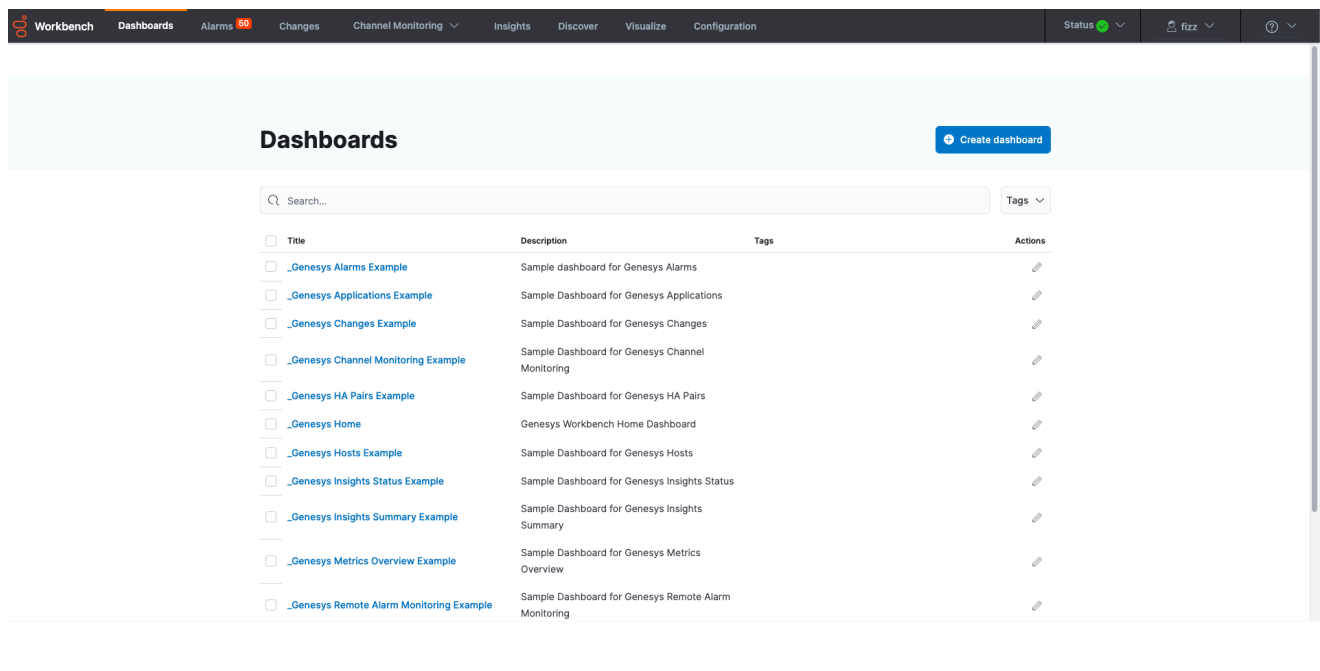 Workbench Dashboards Alarms 50 Changes Channel Monitoring Insights Discover Visualize Configuration Status fizz
Dashboards
Create dashboard
Search...
Tags
Title Description Tags Actions
_Genesys Alarms Example Sample dashboard for Genesys Alarms
_Genesys Applications Example Sample Dashboard for Genesys Applications
_Genesys Changes Example Sample Dashboard for Genesys Changes
_Genesys Channel Monitoring Example Sample Dashboard for Genesys Channel
Monitoring
_Genesys HA Pairs Example Sample Dashboard for Genesys HA Pairs
_Genesys Home Genesys Workbench Home Dashboard
_Genesys Hosts Example Sample Dashboard for Genesys Hosts
_Genesys Insights Status Example Sample Dashboard for Genesys Insights Status
_Genesys Insights Summary Example Sample Dashboard for Genesys Insights
Summary
_Genesys Metrics Overview Example Sample Dashboard for Genesys Metrics
Overview
_Genesys Remote Alarm Monitoring Example Sample Dashboard for Genesys Remote Alarm
Monitoring